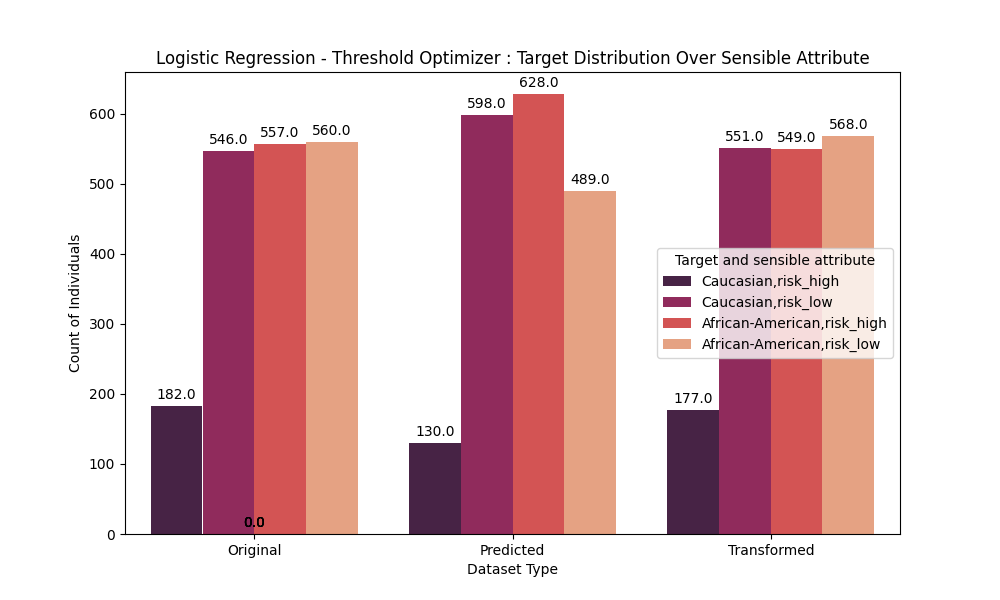 Logistic Regression - Threshold Optimizer : Target Distribution Over Sensible Attribute
Count of Individuals
600
500
400
300
200
100
0
182.0
546.0
557.0
560.0
0.0
130.0
598.0
628.0
489.0
177.0
551.0
549.0
568.0
Target and sensible attribute
Caucasian,risk_high
Caucasian,risk_low
African-American,risk_high
African-American,risk_low
Original
Predicted
Transformed
Dataset Type